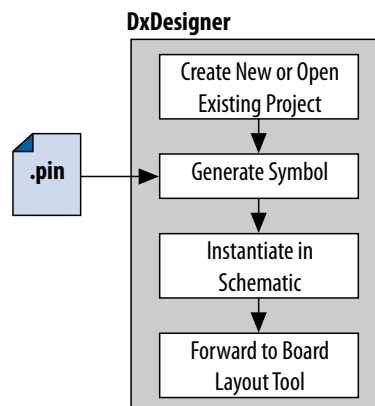 DxDesigner
Create New or Open
Existing Project
.pin
Generate Symbol
Instantiate in
Schematic
Forward to Board
Layout Tool